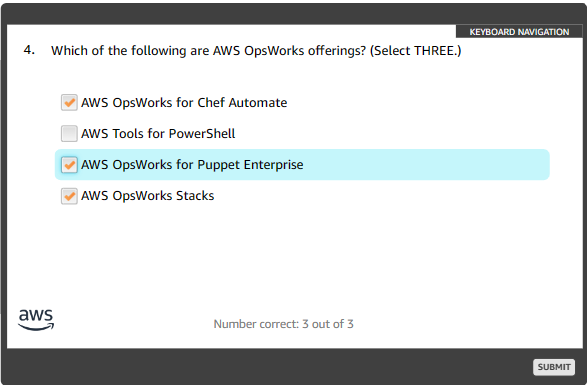 KEYBOARD NAVIGATION
4. Which of the following are AWS OpsWorks offerings? (Select THREE.)
AWS OpsWorks for Chef Automate
AWS Tools for PowerShell
AWS OpsWorks for Puppet Enterprise
AWS OpsWorks Stacks
aws
Number correct: 3 out of 3
SUBMIT